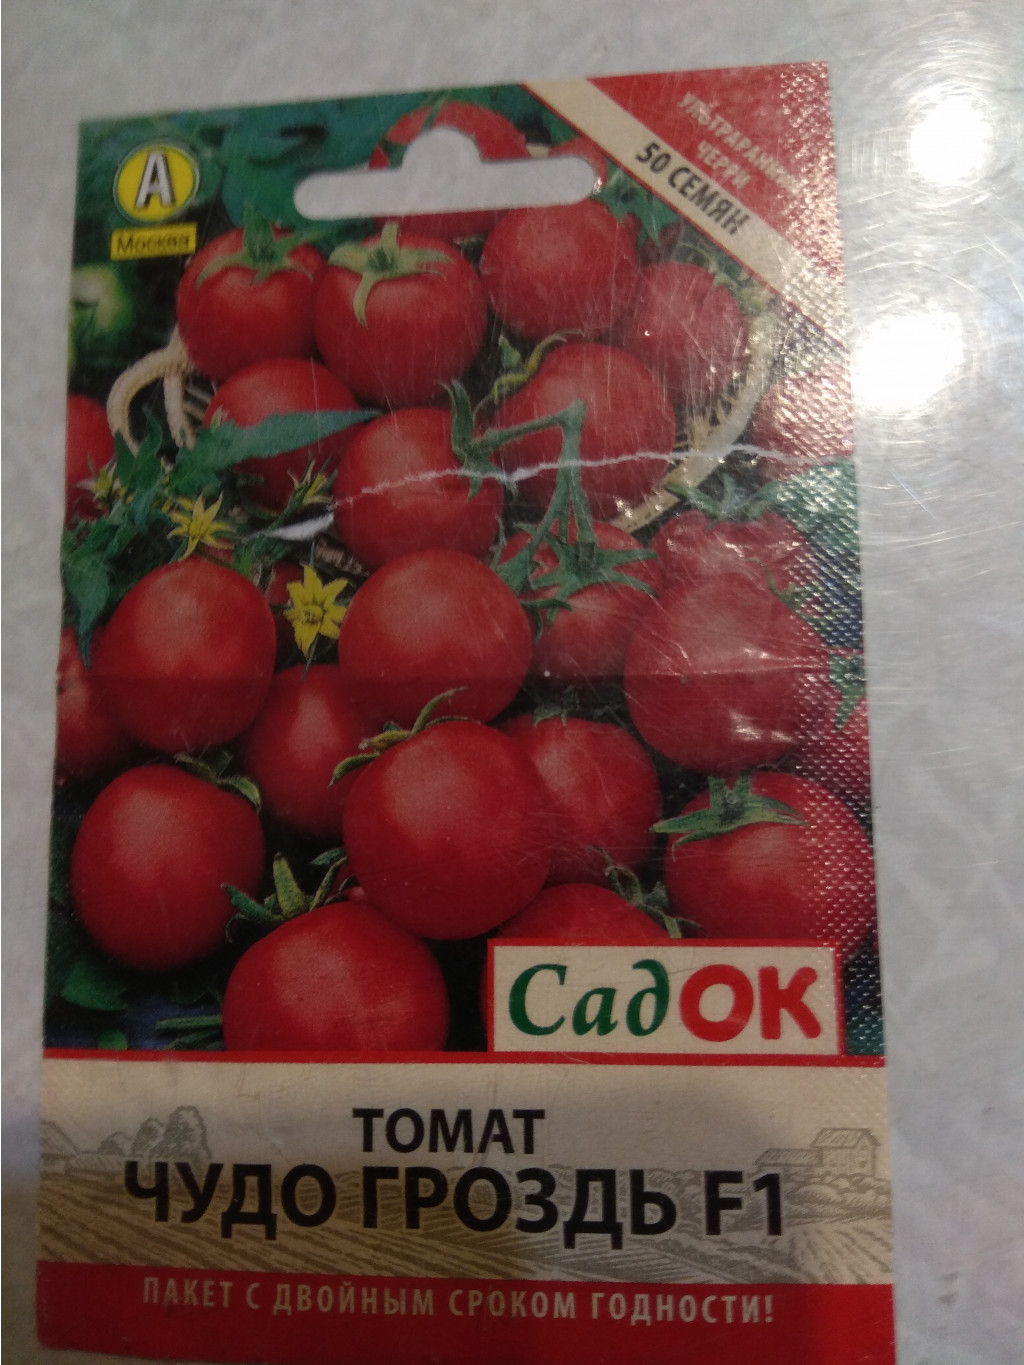 А
Москва
УЛЬТРАРАННИЙ
ЧЕРРИ
50 СЕМЯН
СадОК
ТОМАТ
ЧУДО ГРОЗДЬ F1
ПАКЕТ С ДВОЙНЫМ СРОКОМ ГОДНОСТИ!